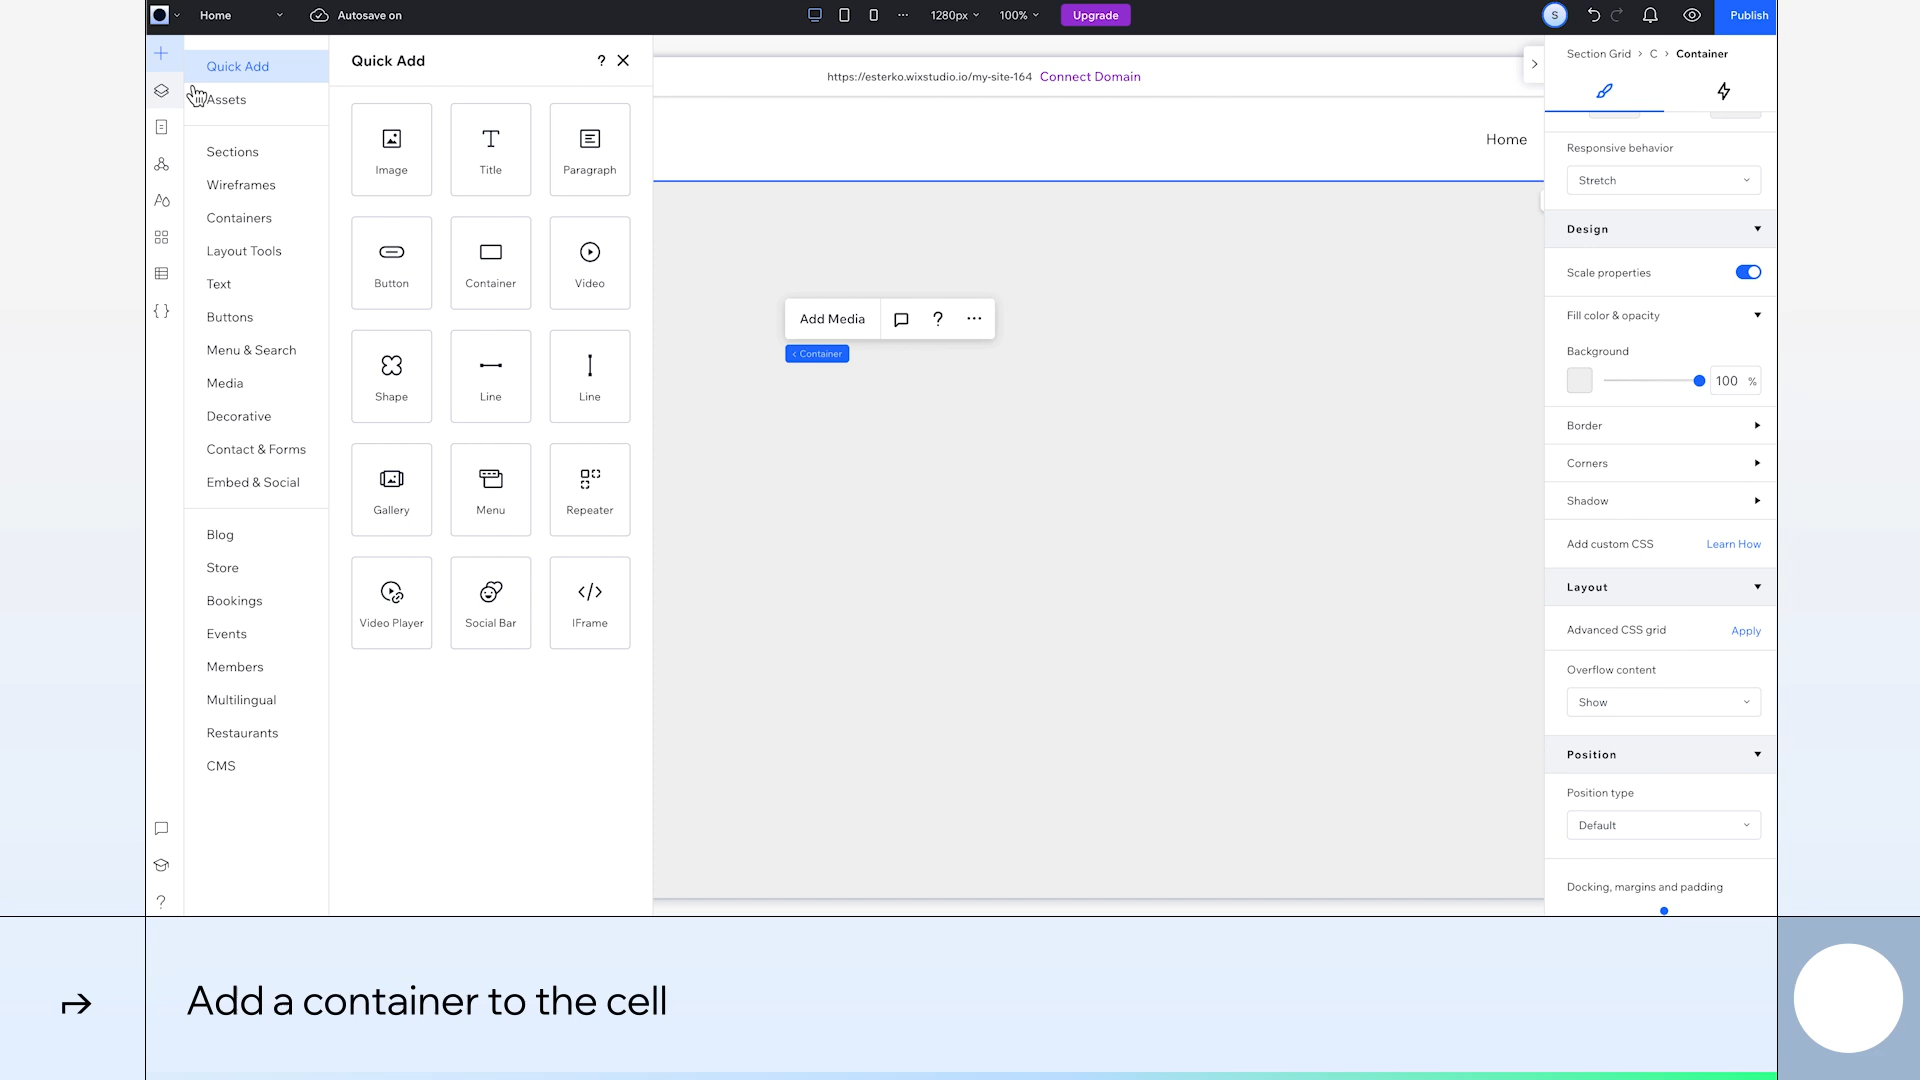 Home
Autosave on
1280px
100%
Upgrade
S
Publish
Quick Add
Assets
Sections
Wireframes
Containers
Layout Tools
Text
Buttons
Menu & Search
Media
Decorative
Contact & Forms
Embed & Social
Blog
Store
Bookings
Events
Members
Multilingual
Restaurants
CMS
Quick Add
?
Image
Title
Paragraph
Button
Container
Video
Shape
Line
Line
Gallery
Menu
Repeater
Video Player
Social Bar
IFrame
https://esterko.wixstudio.io/my-site-164 Connect Domain
Home
Add Media
?
< Container
Section Grid > C > Container
Responsive behavior
Stretch
Design
Scale properties
Fill color & opacity
Background
100 %
Border
Corners
Shadow
Add custom CSS
Learn How
Layout
Advanced CSS grid
Apply
Overflow content
Show
Position
Position type
Default
Docking, margins and padding
Add a container to the cell